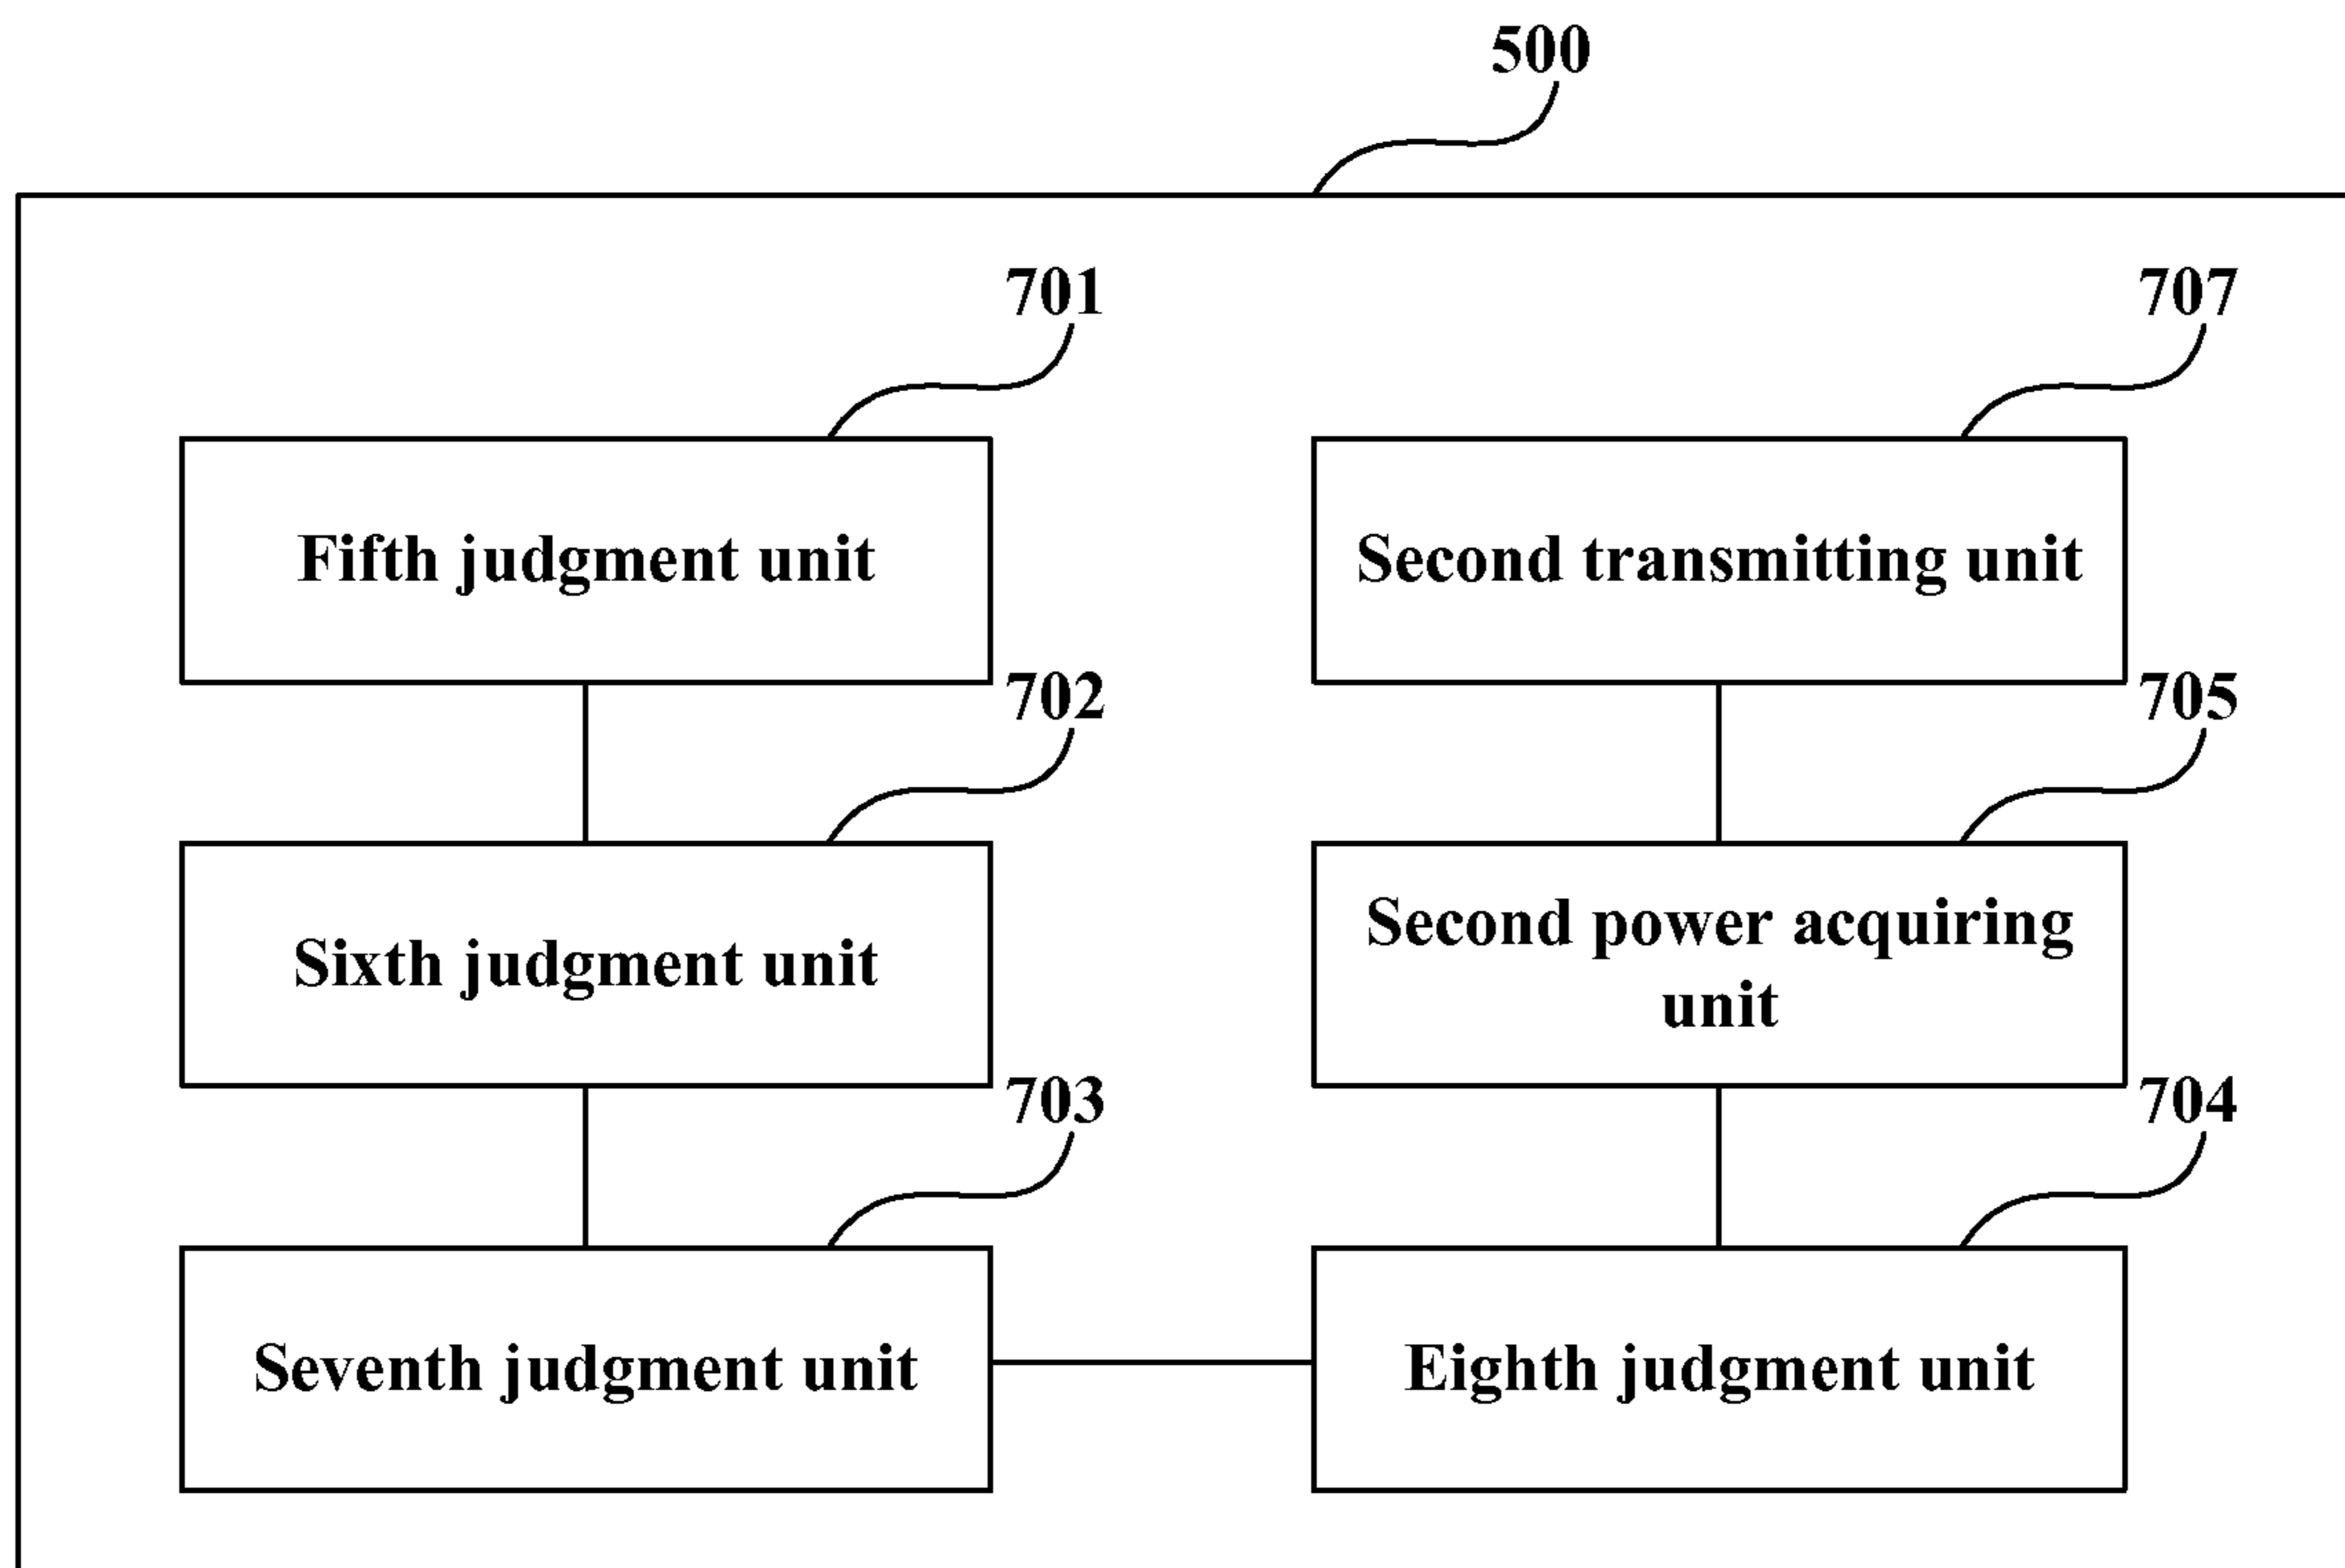 500
701
707
Fifth judgment unit
Second transmitting unit
702
705
Sixth judgment unit
Second power acquiring
unit
703
704
Seventh judgment unit
Eighth judgment unit